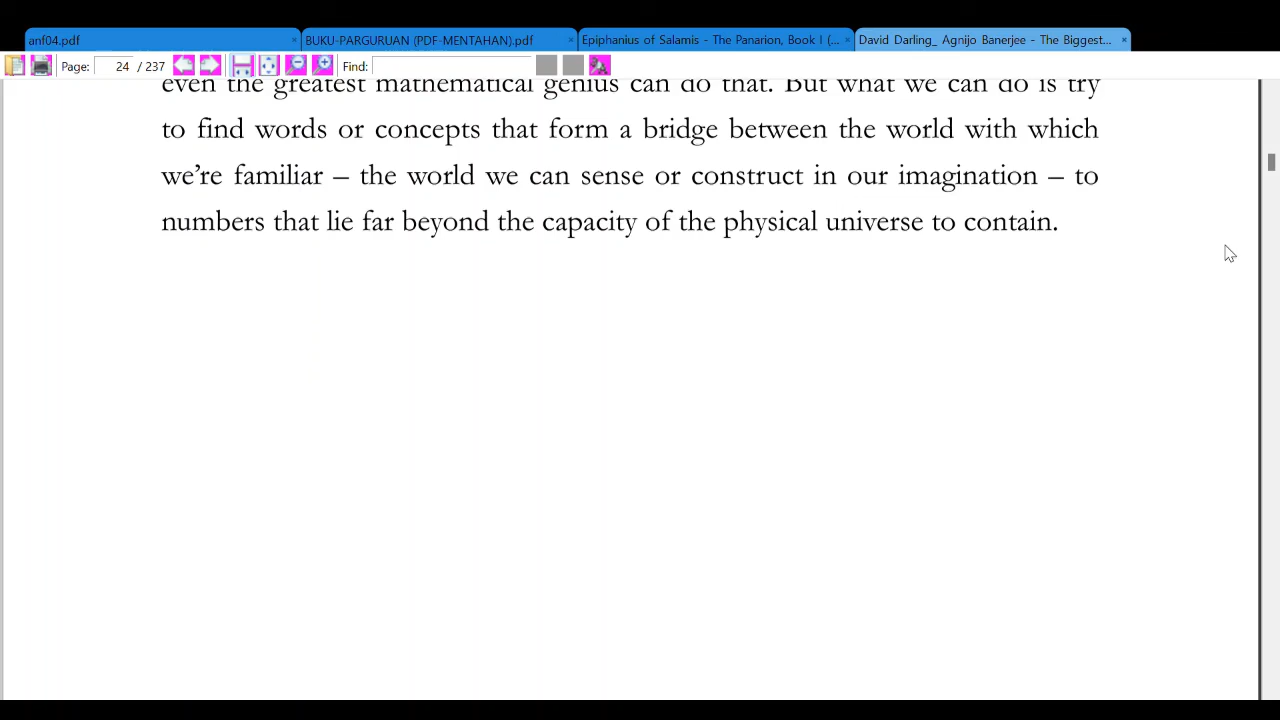 anf04.pdf × BUKU-PARGURUAN (PDF-MENTAHAN).pdf × Epiphanius of Salamis - The Panarion, Book I (... × David Darling_ Agnijo Banerjee - The Biggest... ×
Page: 24 / 237 Find:
even the greatest mathematical genius can do that. But what we can do is try
to find words or concepts that form a bridge between the world with which
we’re familiar – the world we can sense or construct in our imagination – to
numbers that lie far beyond the capacity of the physical universe to contain.